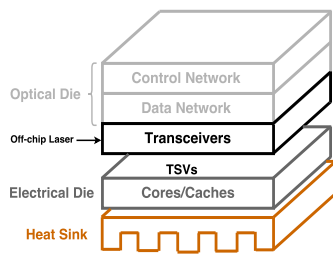 Control Network
Optical Die
Data Network
Off-chip Laser
Transceivers
TSVs
Electrical Die
Cores/Caches
Heat Sink